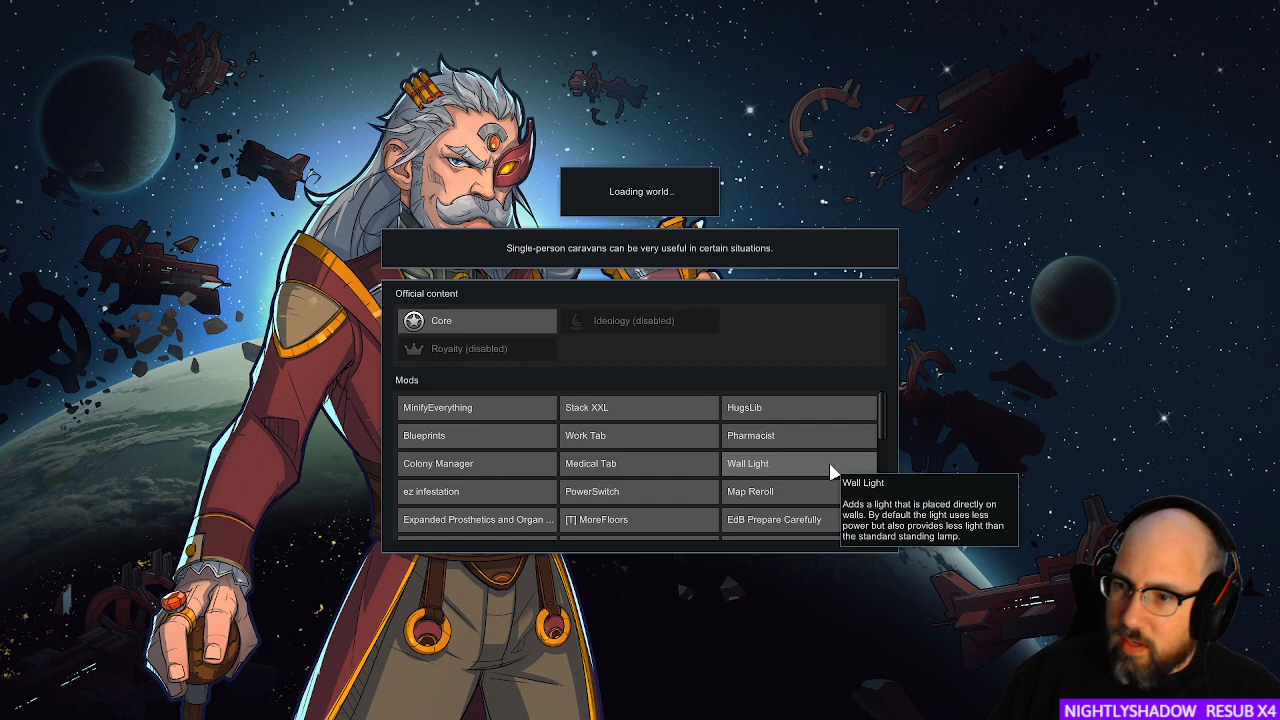 Loading world..
Single-person caravans can be very useful in certain situations.
Official content
Core
Ideology (disabled)
Royalty (disabled)
Mods
MinifyEverything
Stack XXL
HugsLib
Blueprints
Work Tab
Pharmacist
Colony Manager
Medical Tab
Wall Light
ez infestation
PowerSwitch
Map Reroll
Expanded Prosthetics and Organ ...
[T] MoreFloors
EdB Prepare Carefully
Wall Light
Adds a light that is placed directly on
walls. By default the light uses less
power but also provides less light than
the standard standing lamp.
NIGHTLYSHADOW RESUB X4